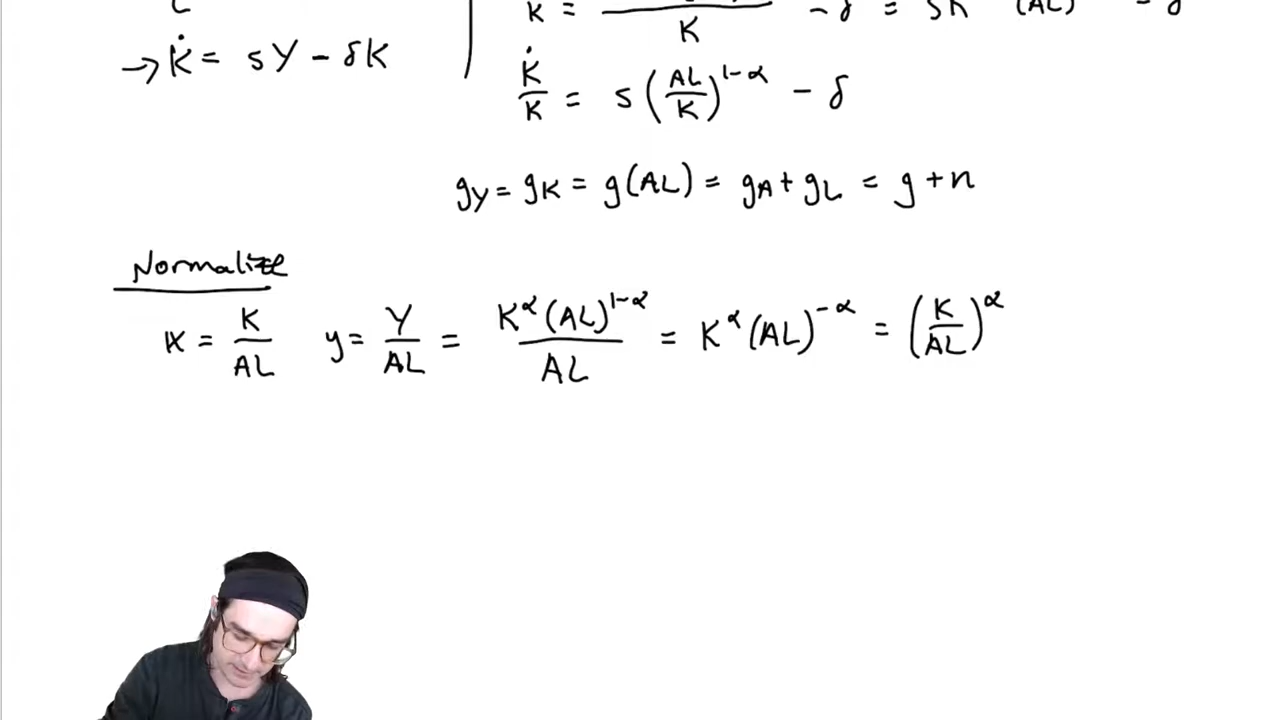 → K̇ = sY − δK
K̇/K = s(AL/K)^{1-α} − δ
g_Y = g_K = g(AL) = g_A + g_L = g + n
Normalize
k = K/AL y = Y/AL = K^α(AL)^{1-α}/AL = K^α(AL)^{-α} = (K/AL)^α